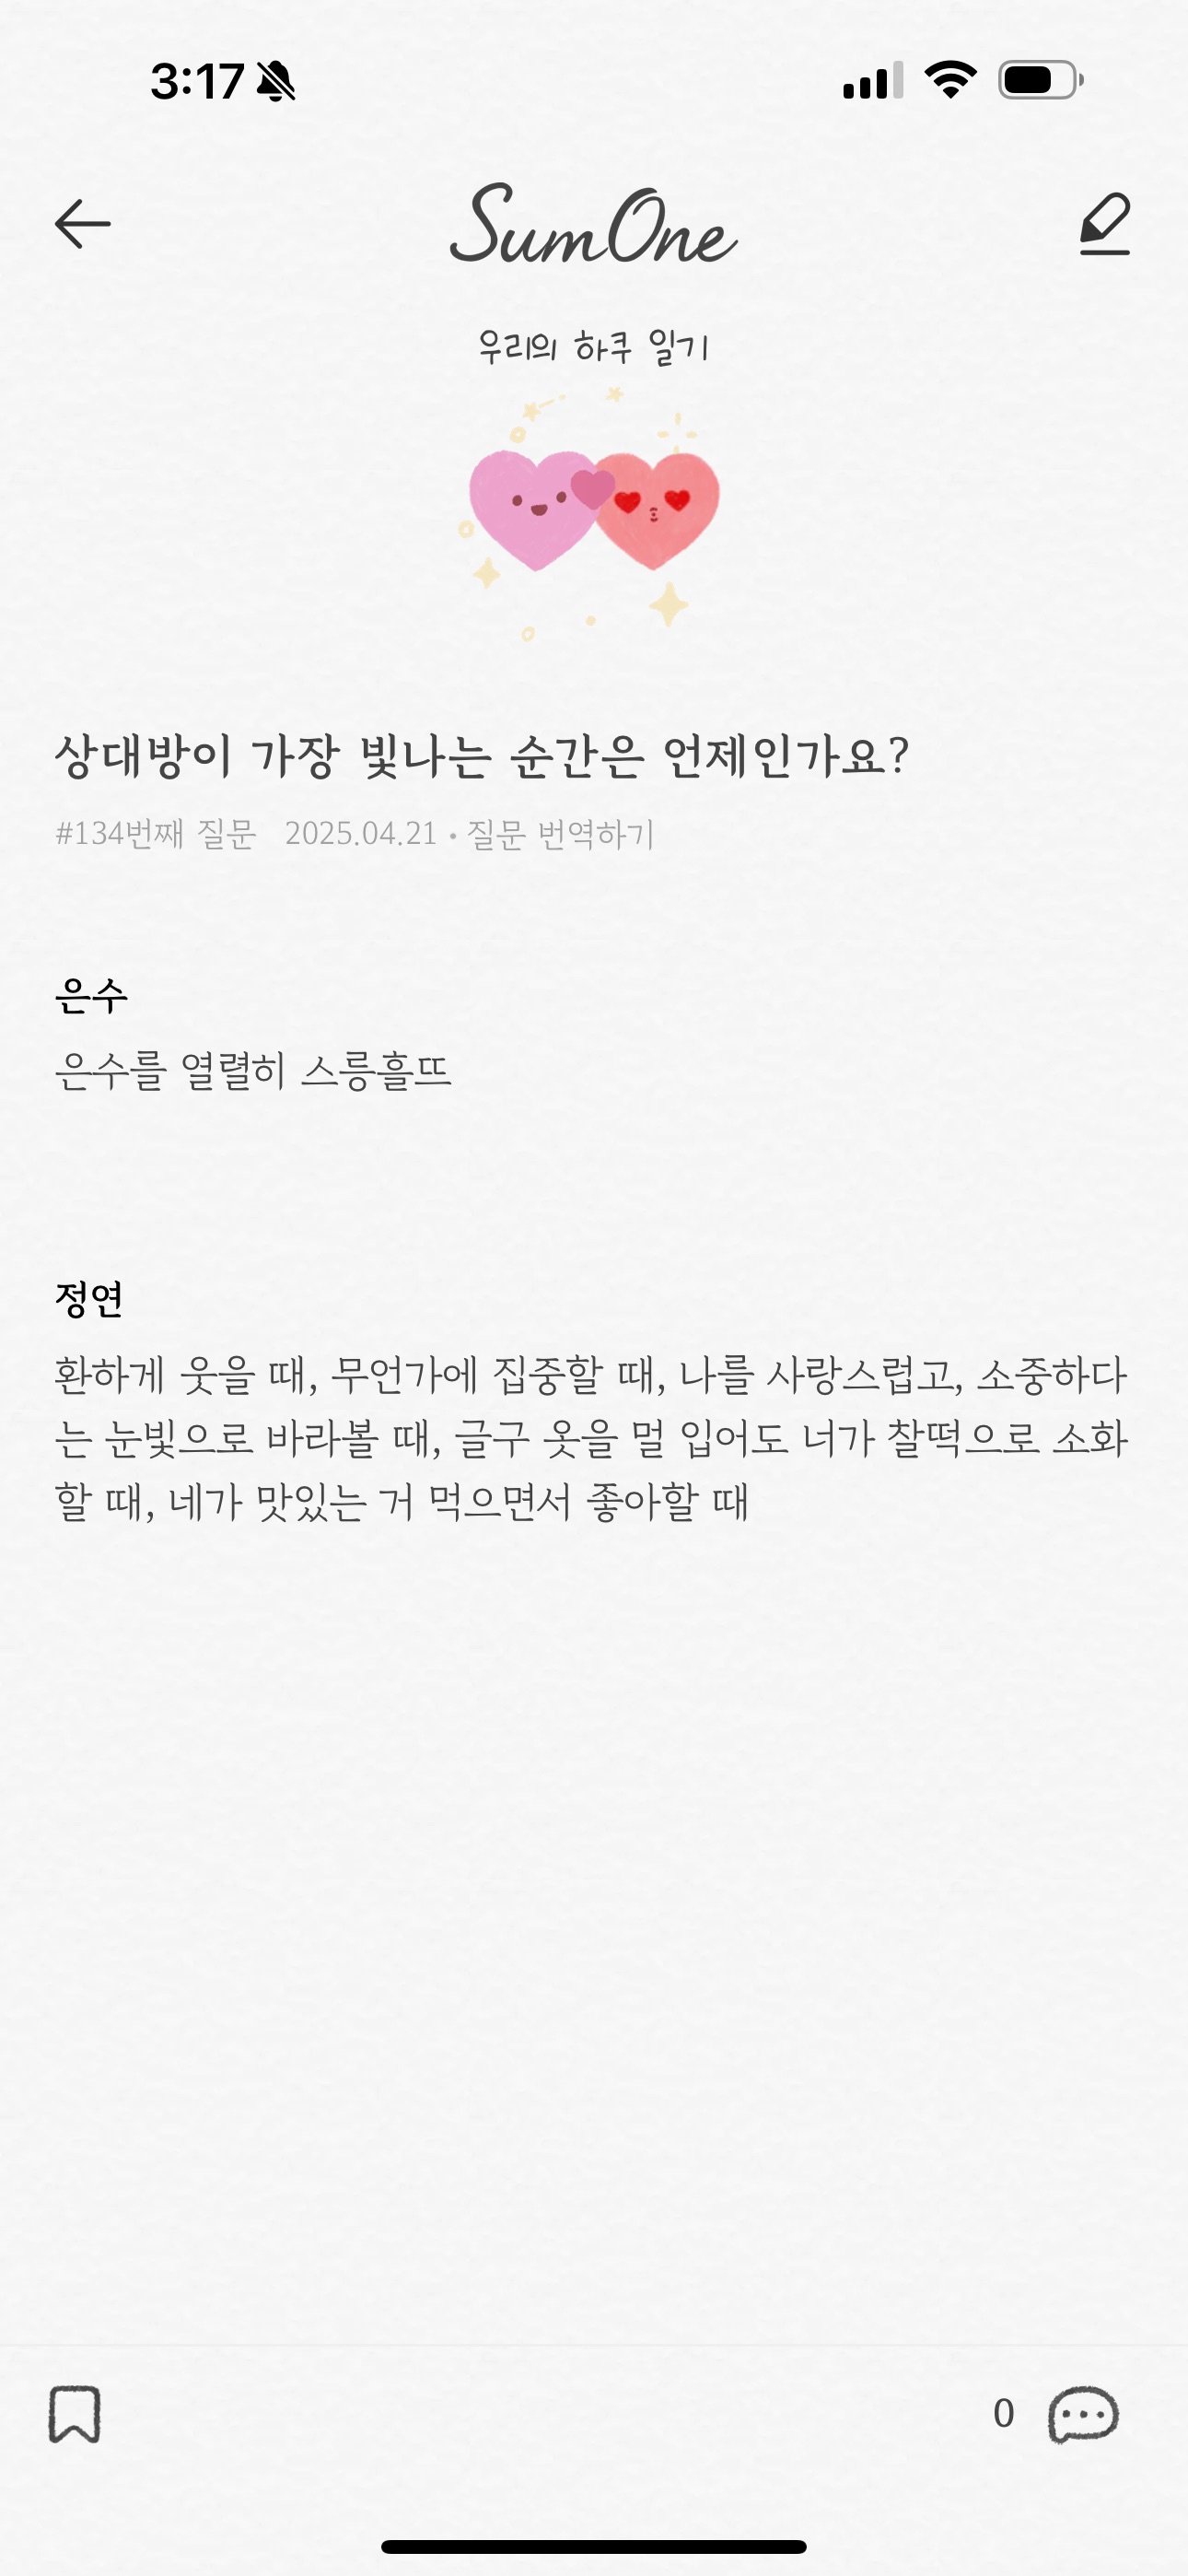 3:17
SumOne
우리의 하루 일기
상대방이 가장 빛나는 순간은 언제인가요?
#134번째 질문 2025.04.21 • 질문 번역하기
은수
은수를 열렬히 스릉흘뜨
정연
환하게 웃을 때, 무언가에 집중할 때, 나를 사랑스럽고, 소중하다
는 눈빛으로 바라볼 때, 글구 옷을 멀 입어도 너가 찰떡으로 소화
할 때, 네가 맛있는 거 먹으면서 좋아할 때
0